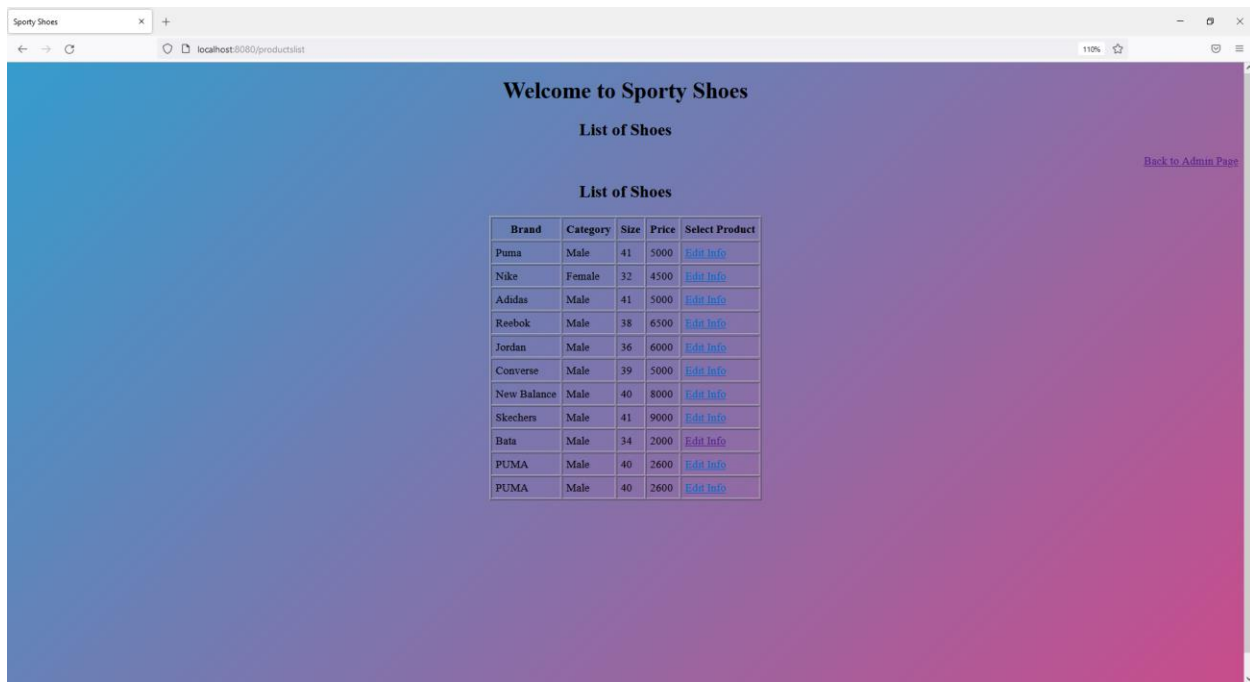 Sporty Shoes
localhost:8080/productslist
110%
Welcome to Sporty Shoes
List of Shoes
Back to Admin Page
List of Shoes
Brand Category Size Price Select Product
Puma Male 41 5000 Edit Info
Nike Female 32 4500 Edit Info
Adidas Male 41 5000 Edit Info
Reebok Male 38 6500 Edit Info
Jordan Male 36 6000 Edit Info
Converse Male 39 5000 Edit Info
New Balance Male 40 8000 Edit Info
Skechers Male 41 9000 Edit Info
Bata Male 34 2000 Edit Info
PUMA Male 40 2600 Edit Info
PUMA Male 40 2600 Edit Info